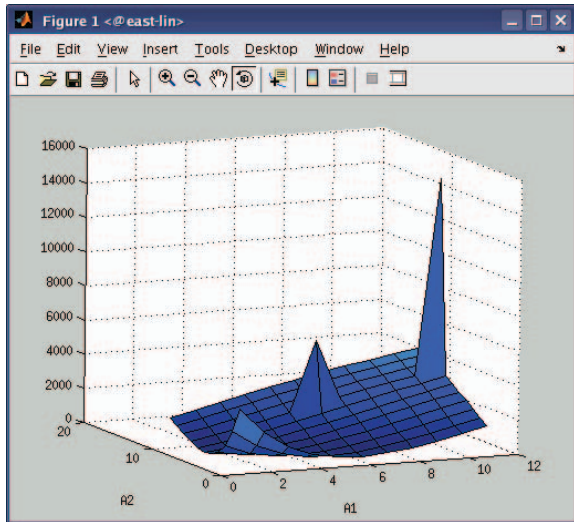 Figure 1 <@east-lin>
File Edit View Insert Tools Desktop Window Help
16000
14000
12000
10000
8000
6000
4000
2000
0
20
10
0
0 2 4 6 8 10 12
A2
A1